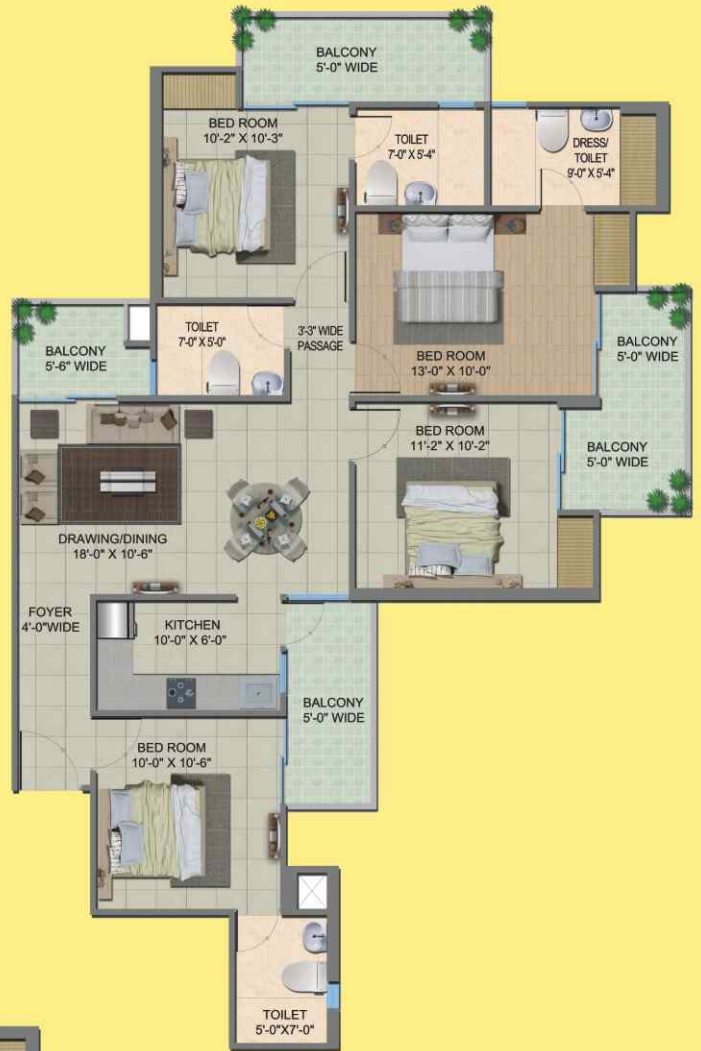 BALCONY
5'-0" WIDE
BED ROOM
10'-2" X 10'-3"
TOILET
7'-0" X 5'-4"
DRESS/
TOILET
9'-0" X 5'-4"
TOILET
7'-0" X 5'-0"
3'-3" WIDE
PASSAGE
BALCONY
5'-6" WIDE
BED ROOM
13'-0" X 10'-0"
BALCONY
5'-0" WIDE
BED ROOM
11'-2" X 10'-2"
BALCONY
5'-0" WIDE
DRAWING/DINING
18'-0" X 10'-6"
FOYER
4'-0"WIDE
KITCHEN
10'-0" X 6'-0"
BALCONY
5'-0" WIDE
BED ROOM
10'-0" X 10'-6"
TOILET
5'-0"X7'-0"